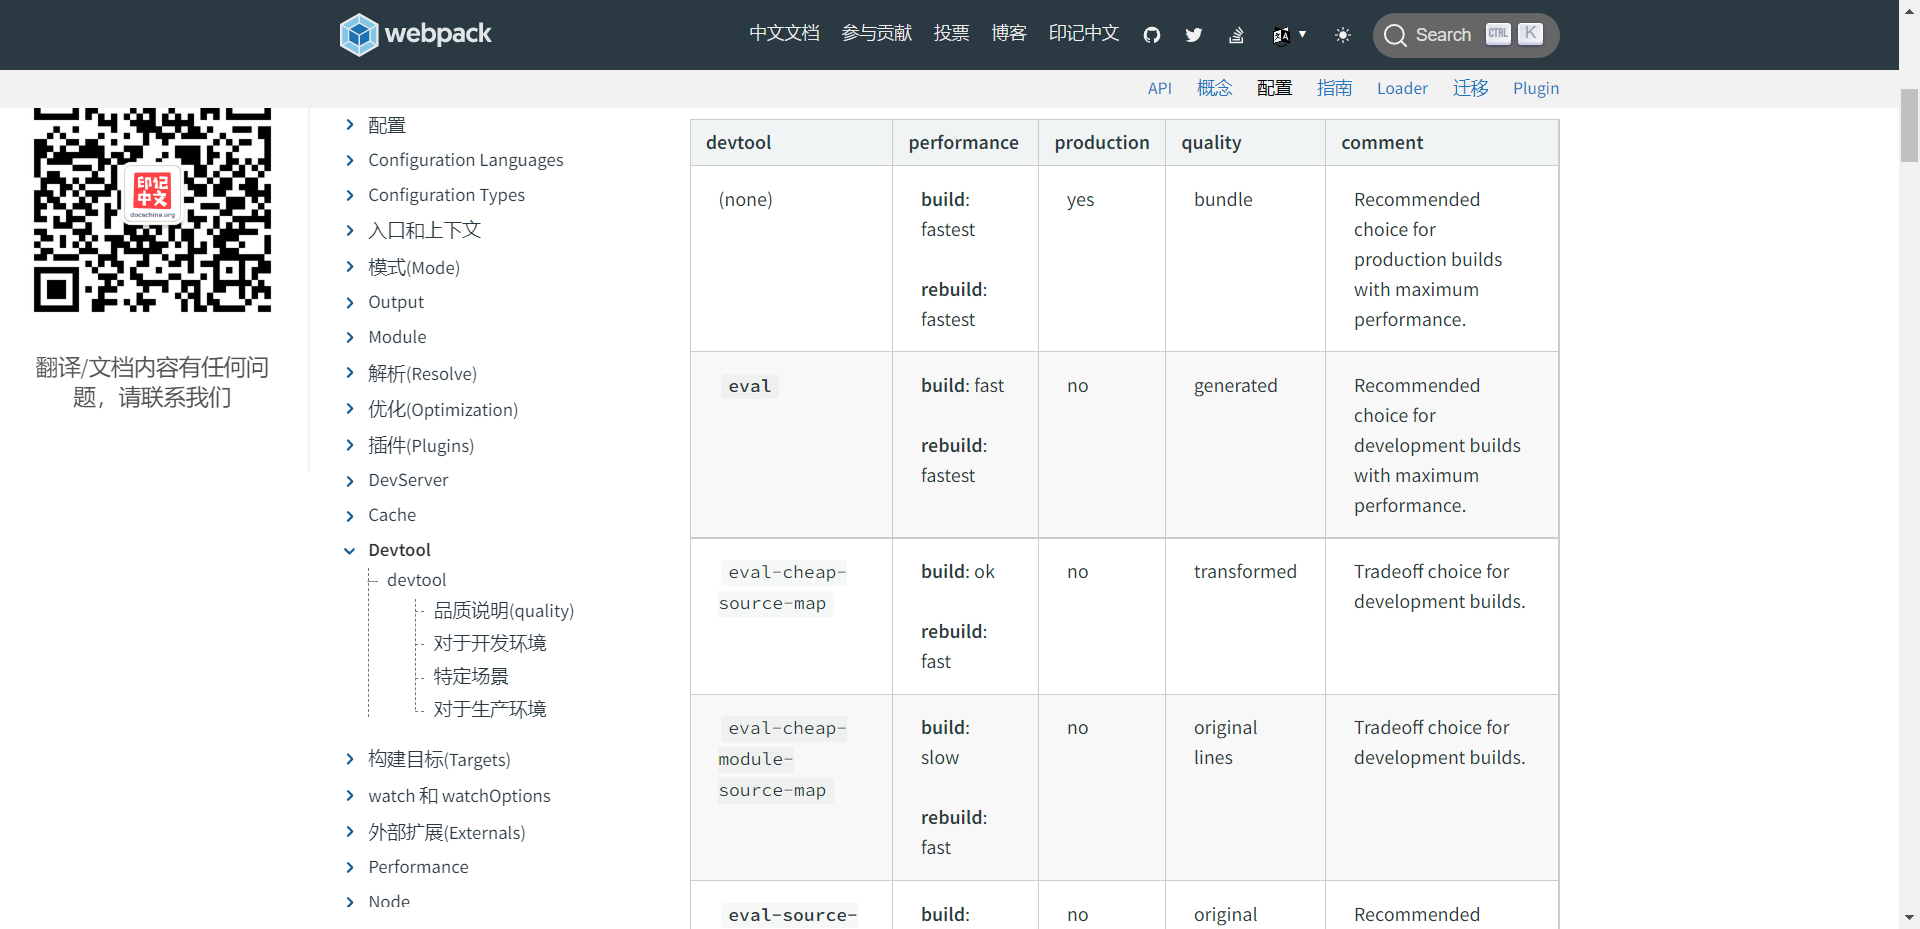 webpack
中文文档 参与贡献 投票 博客 印记中文
Search CTRL K
API 概念 配置 指南 Loader 迁移 Plugin
印记
中文
docschina.org
翻译/文档内容有任何问
题，请联系我们
配置
Configuration Languages
Configuration Types
入口和上下文
模式(Mode)
Output
Module
解析(Resolve)
优化(Optimization)
插件(Plugins)
DevServer
Cache
Devtool
devtool
品质说明(quality)
对于开发环境
特定场景
对于生产环境
构建目标(Targets)
watch 和 watchOptions
外部扩展(Externals)
Performance
Node
devtool performance production quality comment
(none)
build:
fastest
rebuild:
fastest
yes
bundle
Recommended
choice for
production builds
with maximum
performance.
eval
build: fast
rebuild:
fastest
no
generated
Recommended
choice for
development builds
with maximum
performance.
eval-cheap-
source-map
build: ok
rebuild:
fast
no
transformed
Tradeoff choice for
development builds.
eval-cheap-
module-
source-map
build:
slow
rebuild:
fast
no
original
lines
Tradeoff choice for
development builds.
eval-source-
build:
no
original
Recommended